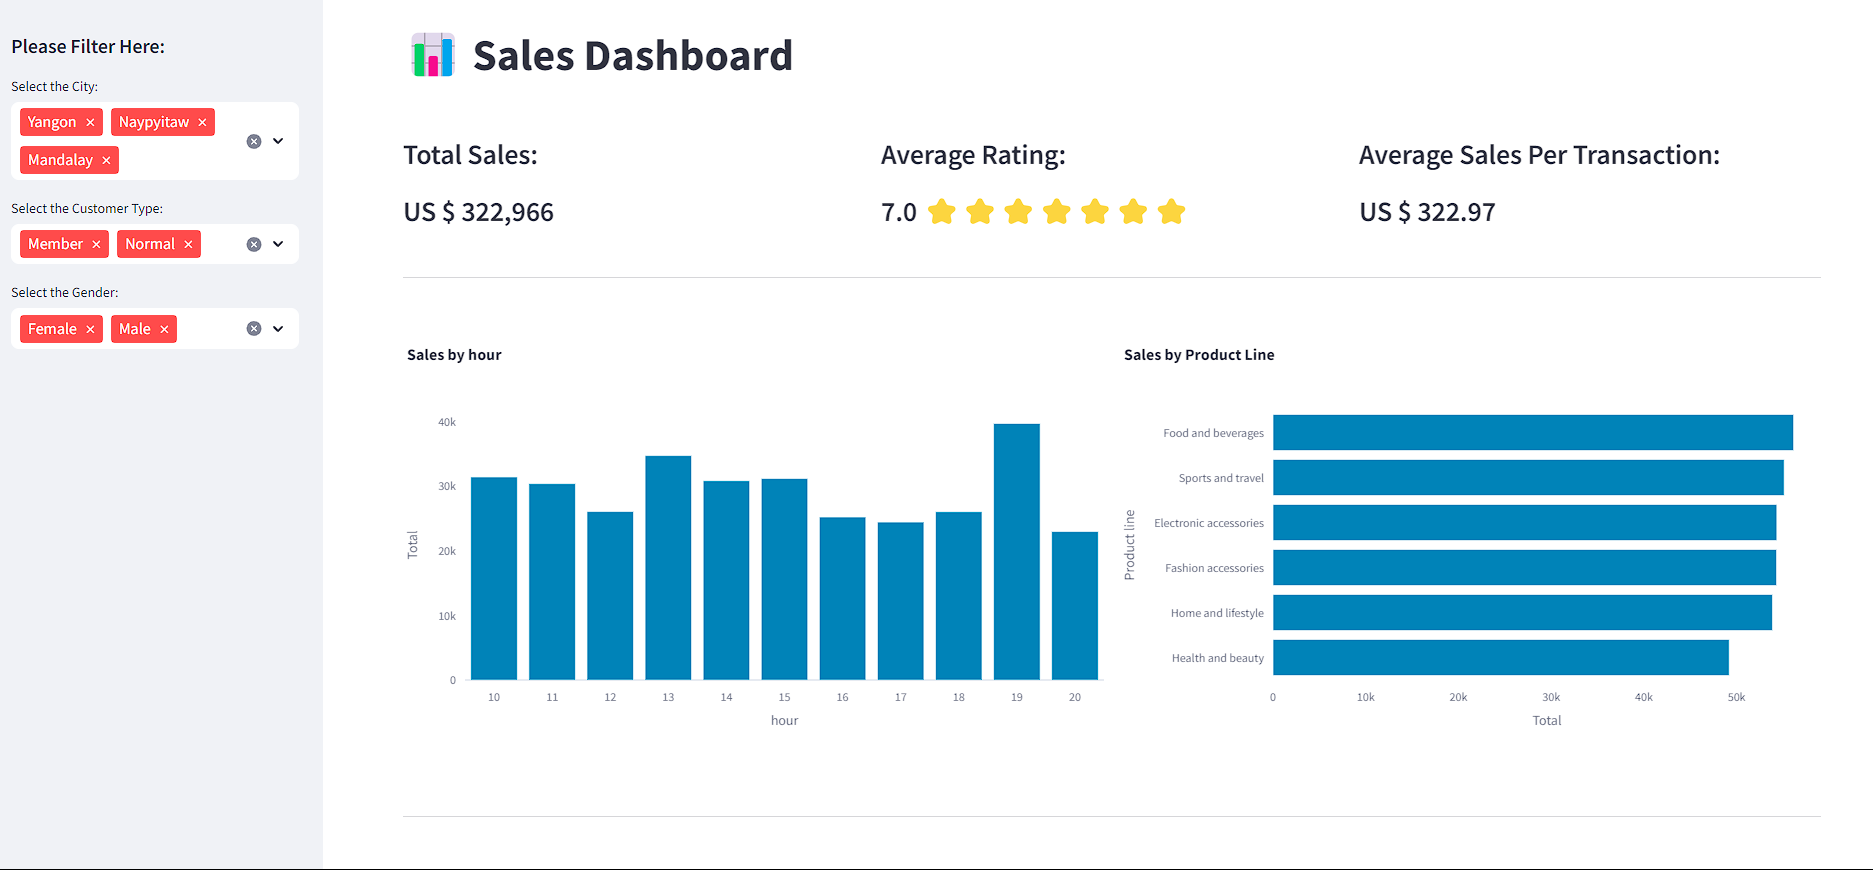 Please Filter Here:
Select the City:
Yangon × Naypyitaw ×
Mandalay ×
Select the Customer Type:
Member × Normal ×
Select the Gender:
Female × Male ×
Sales Dashboard
Total Sales:
US $ 322,966
Average Rating:
7.0
Average Sales Per Transaction:
US $ 322.97
Sales by hour
Total
40k
30k
20k
10k
0
10 11 12 13 14 15 16 17 18 19 20
hour
Sales by Product Line
Product line
Food and beverages
Sports and travel
Electronic accessories
Fashion accessories
Home and lifestyle
Health and beauty
0 10k 20k 30k 40k 50k
Total